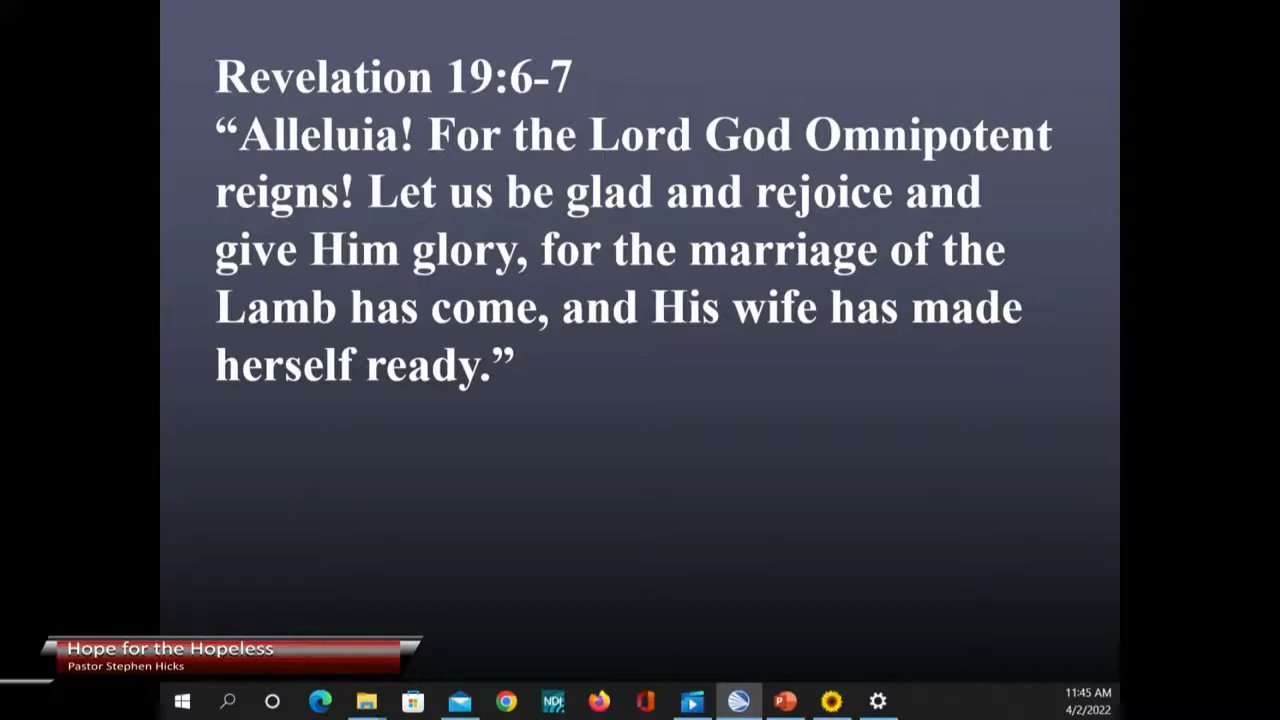 Revelation 19:6-7
“Alleluia! For the Lord God Omnipotent
reigns! Let us be glad and rejoice and
give Him glory, for the marriage of the
Lamb has come, and His wife has made
herself ready.”
Hope for the Hopeless
Pastor Stephen Hicks
NDI
11:45 AM
4/2/2022